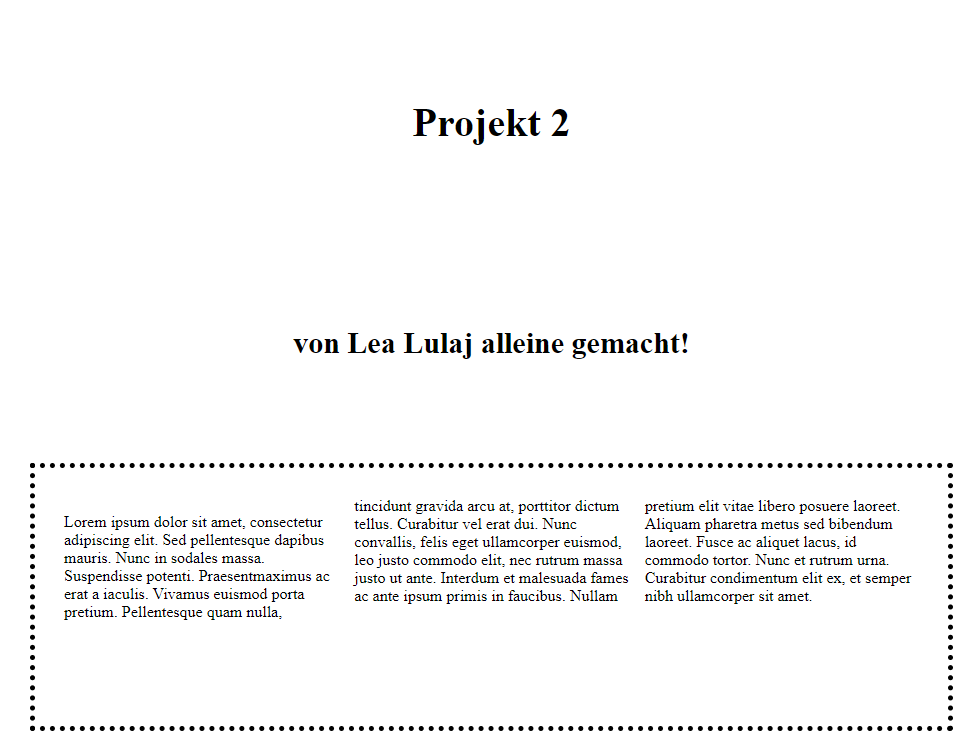 Projekt 2
von Lea Lulaj alleine gemacht!
Lorem ipsum dolor sit amet, consectetur
adipiscing elit. Sed pellentesque dapibus
mauris. Nunc in sodales massa.
Suspendisse potenti. Praesentmaximus ac
erat a iaculis. Vivamus euismod porta
pretium. Pellentesque quam nulla,
tincidunt gravida arcu at, porttitor dictum
tellus. Curabitur vel erat dui. Nunc
convallis, felis eget ullamcorper euismod,
leo justo commodo elit, nec rutrum massa
justo ut ante. Interdum et malesuada fames
ac ante ipsum primis in faucibus. Nullam
pretium elit vitae libero posuere laoreet.
Aliquam pharetra metus sed bibendum
laoreet. Fusce ac aliquet lacus, id
commodo tortor. Nunc et rutrum urna.
Curabitur condimentum elit ex, et semper
nibh ullamcorper sit amet.